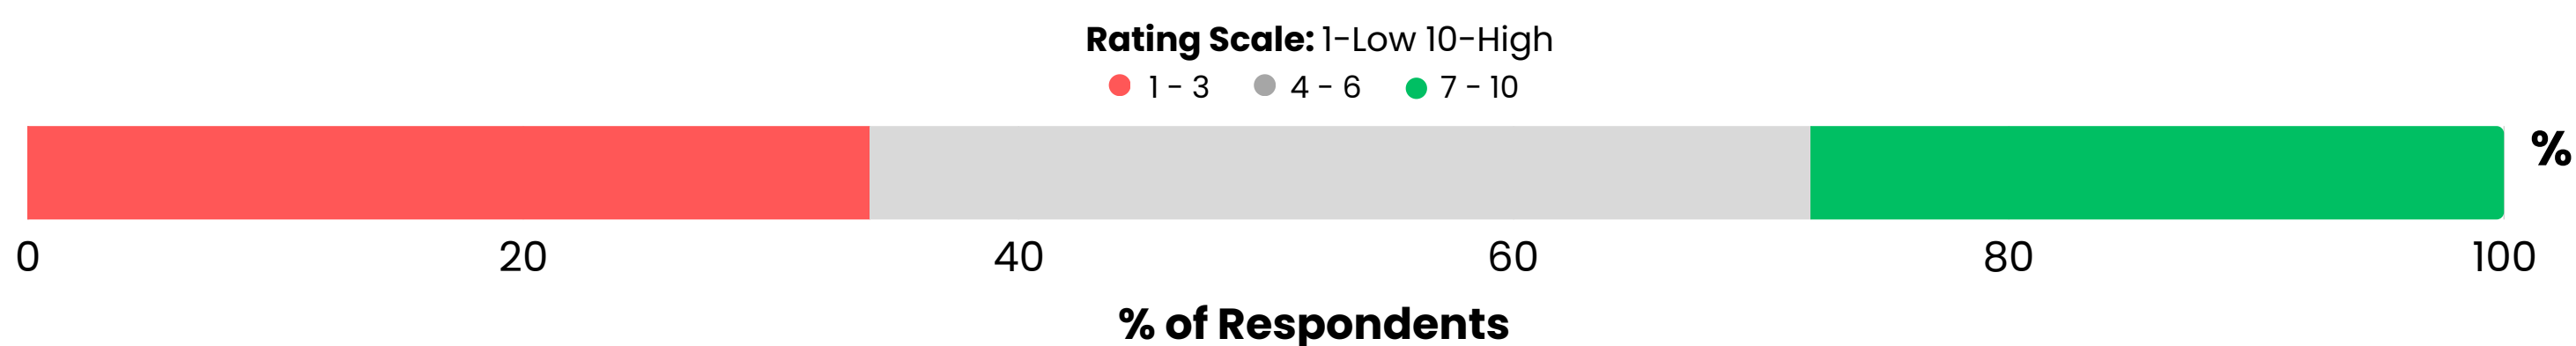 Rating Scale: 1-Low 10-High
1 - 3 4 - 6 7 - 10
%
0 20 40 60 80 100
% of Respondents